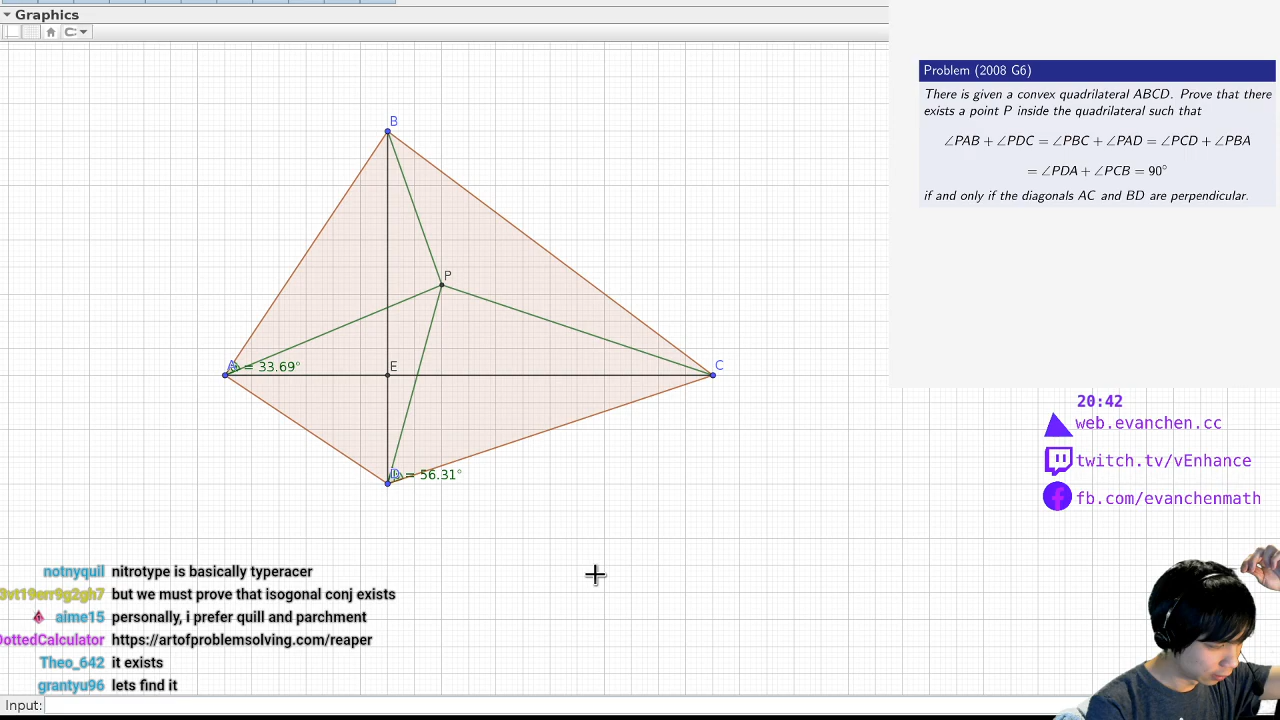 Graphics
Problem (2008 G6)
There is given a convex quadrilateral ABCD. Prove that there
exists a point P inside the quadrilateral such that
∠PAB + ∠PDC = ∠PBC + ∠PAD = ∠PCD + ∠PBA
= ∠PDA + ∠PCB = 90°
if and only if the diagonals AC and BD are perpendicular.
B
P
= 33.69°
E
C
D = 56.31°
20:42
web.evanchen.cc
twitch.tv/vEnhance
fb.com/evanchenmath
notnyquil nitrotype is basically typeracer
but we must prove that isogonal conj exists
aime15 personally, i prefer quill and parchment
DottedCalculator https://artofproblemsolving.com/reaper
Theo_642 it exists
grantyu96 lets find it
Input: